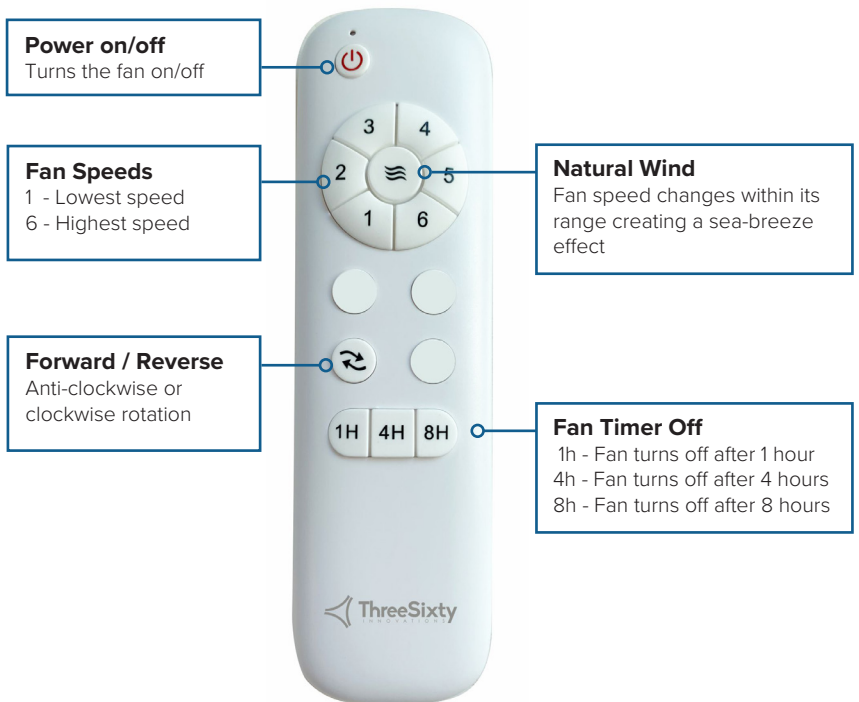 Power on/off
Turns the fan on/off
Fan Speeds
1 - Lowest speed
6 - Highest speed
Natural Wind
Fan speed changes within its
range creating a sea-breeze
effect
Forward / Reverse
Anti-clockwise or
clockwise rotation
Fan Timer Off
1h - Fan turns off after 1 hour
4h - Fan turns off after 4 hours
8h - Fan turns off after 8 hours
3 4
2 5
1 6
1H 4H 8H
ThreeSixty
INNOVATIONS